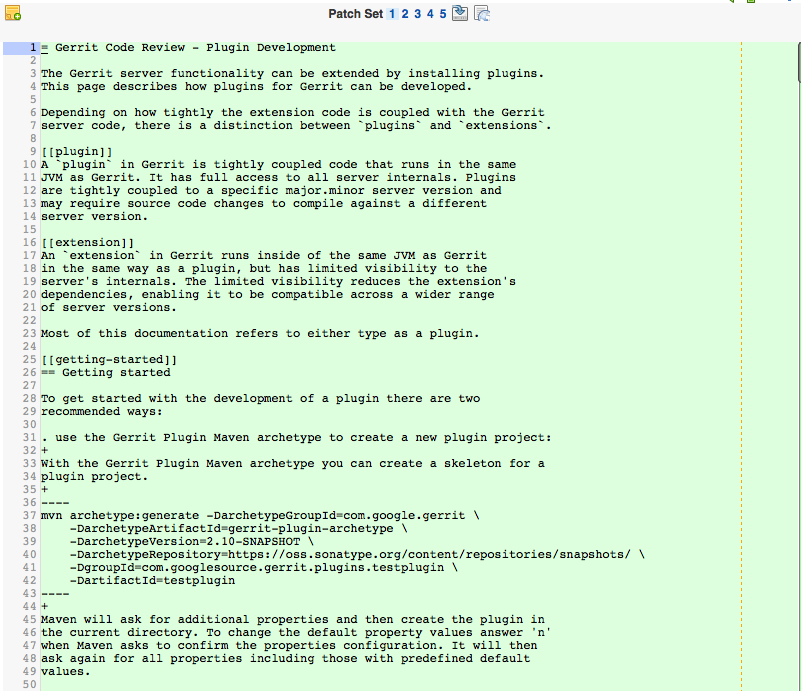 Patch Set 1 2 3 4 5
1 = Gerrit Code Review - Plugin Development
2
3 The Gerrit server functionality can be extended by installing plugins.
4 This page describes how plugins for Gerrit can be developed.
5
6 Depending on how tightly the extension code is coupled with the Gerrit
7 server code, there is a distinction between `plugins` and `extensions`.
8
9 [[plugin]]
10 A `plugin` in Gerrit is tightly coupled code that runs in the same
11 JVM as Gerrit. It has full access to all server internals. Plugins
12 are tightly coupled to a specific major.minor server version and
13 may require source code changes to compile against a different
14 server version.
15
16 [[extension]]
17 An `extension` in Gerrit runs inside of the same JVM as Gerrit
18 in the same way as a plugin, but has limited visibility to the
19 server's internals. The limited visibility reduces the extension's
20 dependencies, enabling it to be compatible across a wider range
21 of server versions.
22
23 Most of this documentation refers to either type as a plugin.
24
25 [[getting-started]]
26 == Getting started
27
28 To get started with the development of a plugin there are two
29 recommended ways:
30
31 . use the Gerrit Plugin Maven archetype to create a new plugin project:
32 +
33 With the Gerrit Plugin Maven archetype you can create a skeleton for a
34 plugin project.
35 +
36 ----
37 mvn archetype:generate -DarchetypeGroupId=com.google.gerrit \
38     -DarchetypeArtifactId=gerrit-plugin-archetype \
39     -DarchetypeVersion=2.10-SNAPSHOT \
40     -DarchetypeRepository=https://oss.sonatype.org/content/repositories/snapshots/ \
41     -DgroupId=com.googlesource.gerrit.plugins.testplugin \
42     -DartifactId=testplugin
43 ----
44 +
45 Maven will ask for additional properties and then create the plugin in
46 the current directory. To change the default property values answer 'n'
47 when Maven asks to confirm the properties configuration. It will then
48 ask again for all properties including those with predefined default
49 values.
50